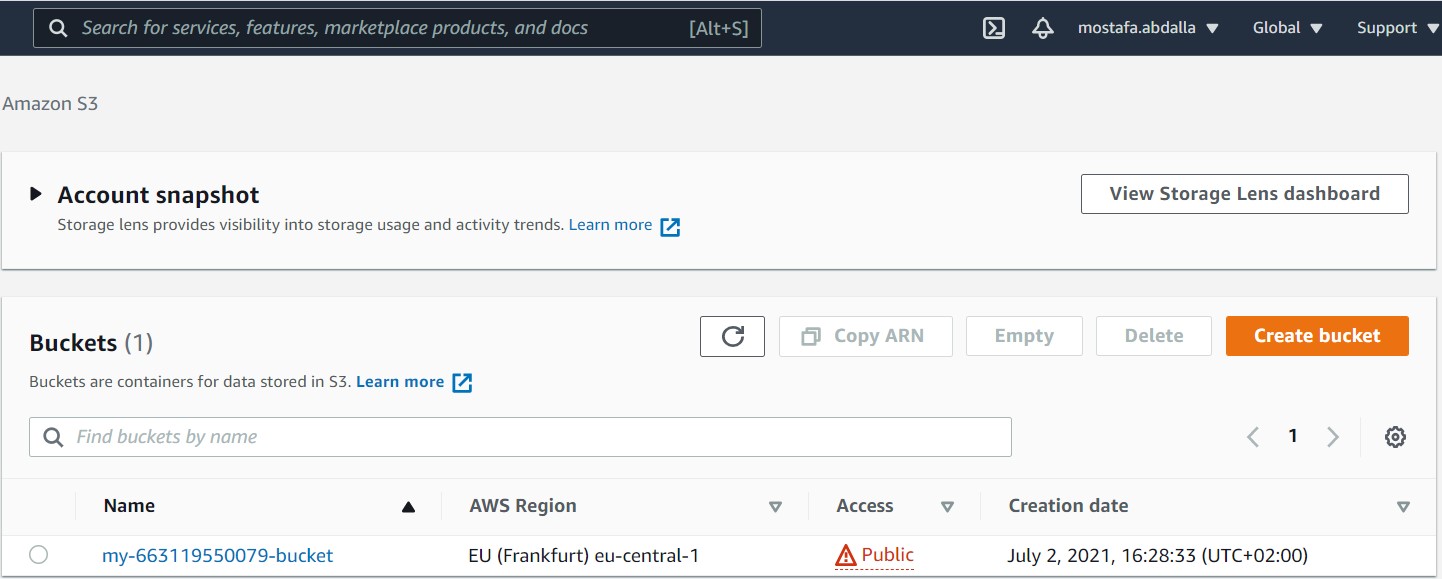 Search for services, features, marketplace products, and docs [Alt+S] mostafa.abdalla Global Support
Amazon S3
Account snapshot View Storage Lens dashboard
Storage lens provides visibility into storage usage and activity trends. Learn more
Buckets (1) Copy ARN Empty Delete Create bucket
Buckets are containers for data stored in S3. Learn more
Find buckets by name 1
Name AWS Region Access Creation date
my-663119550079-bucket EU (Frankfurt) eu-central-1 Public July 2, 2021, 16:28:33 (UTC+02:00)